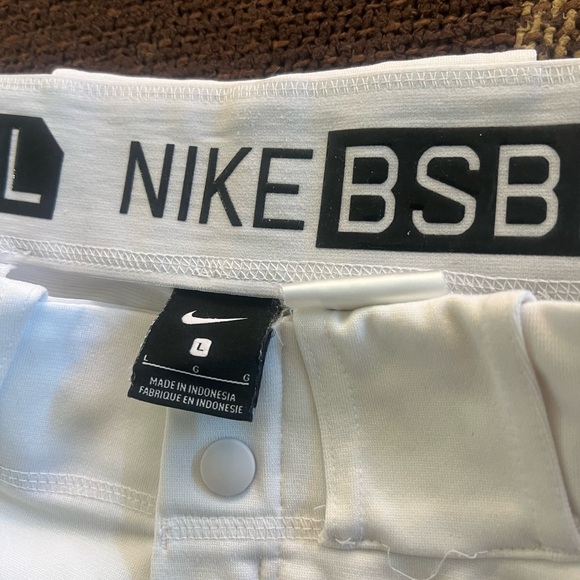 L NIKE BSB
L
L G G
MADE IN INDONESIA
FABRIQUE EN INDONESIE